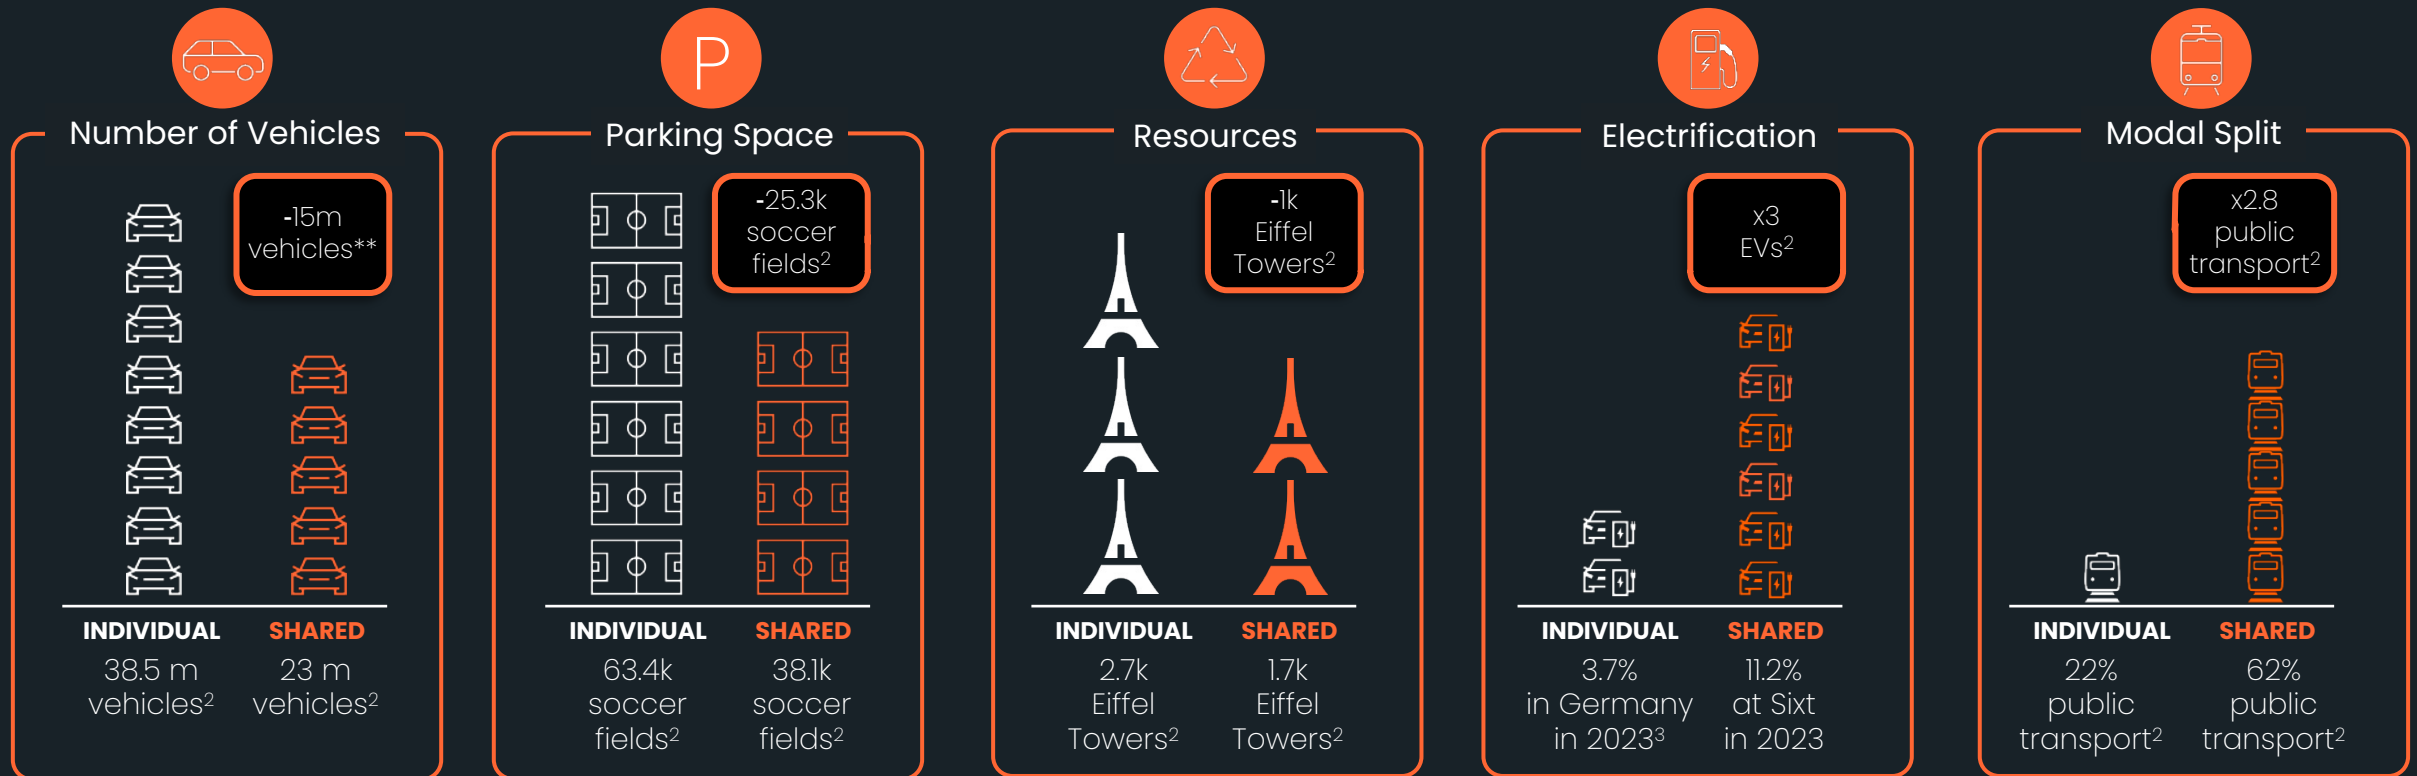 P
Number of Vehicles
-15m
vehicles**
INDIVIDUAL
38.5 m
vehicles²
SHARED
23 m
vehicles²
Parking Space
-25.3k
soccer
fields²
INDIVIDUAL
63.4k
soccer
fields²
SHARED
38.1k
soccer
fields²
Resources
-1k
Eiffel
Towers²
INDIVIDUAL
2.7k
Eiffel
Towers²
SHARED
1.7k
Eiffel
Towers²
Electrification
x3
EVs²
INDIVIDUAL
3.7%
in Germany
in 2023³
SHARED
11.2%
at Sixt
in 2023
Modal Split
x2.8
public
transport²
INDIVIDUAL
22%
public
transport²
SHARED
62%
public
transport²